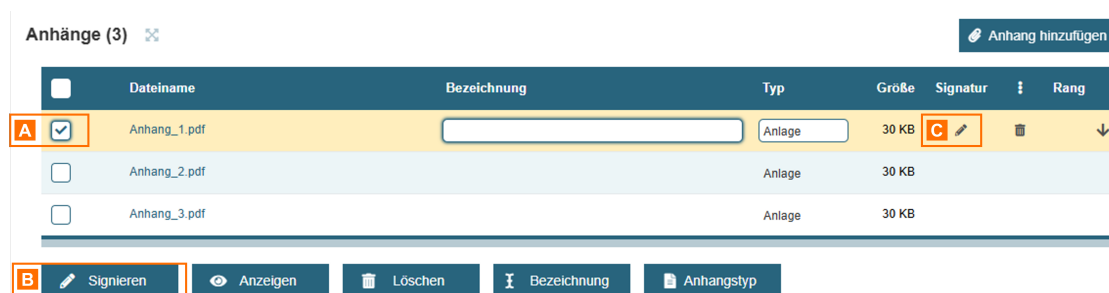 Anhänge (3)
Anhang hinzufügen
Dateiname Bezeichnung Typ Größe Signatur Rang
A Anhang_1.pdf Anlage 30 KB C
Anhang_2.pdf Anlage 30 KB
Anhang_3.pdf Anlage 30 KB
B Signieren Anzeigen Löschen Bezeichnung Anhangstyp